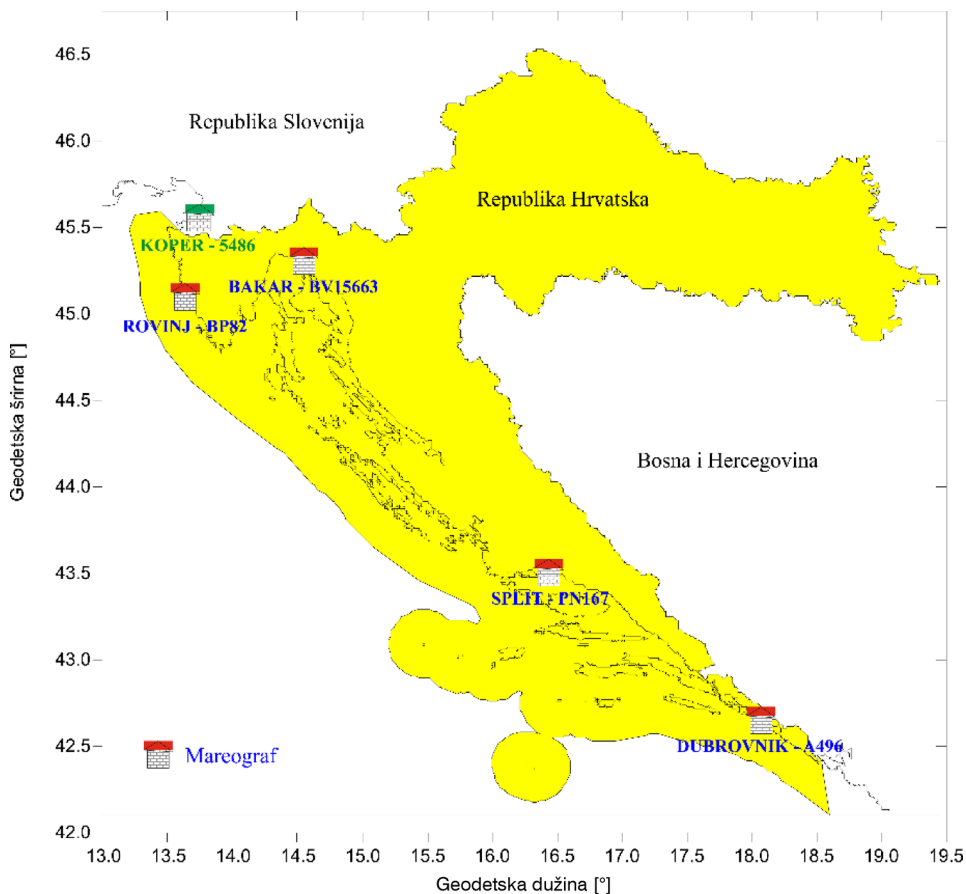 46.5
Republika Slovenija
46.0
Republika Hrvatska
45.5
KOPER - 5486
BAKAR - BV15663
45.0
ROVINJ - BP82
44.5
Bosna i Hercegovina
44.0
43.5
SPLIT - PN167
43.0
DUBROVNIK - A496
42.5
Mareograf
42.0
13.0 13.5 14.0 14.5 15.0 15.5 16.0 16.5 17.0 17.5 18.0 18.5 19.0 19.5
Geodetska dužina [°]
Geodetska širina [°]